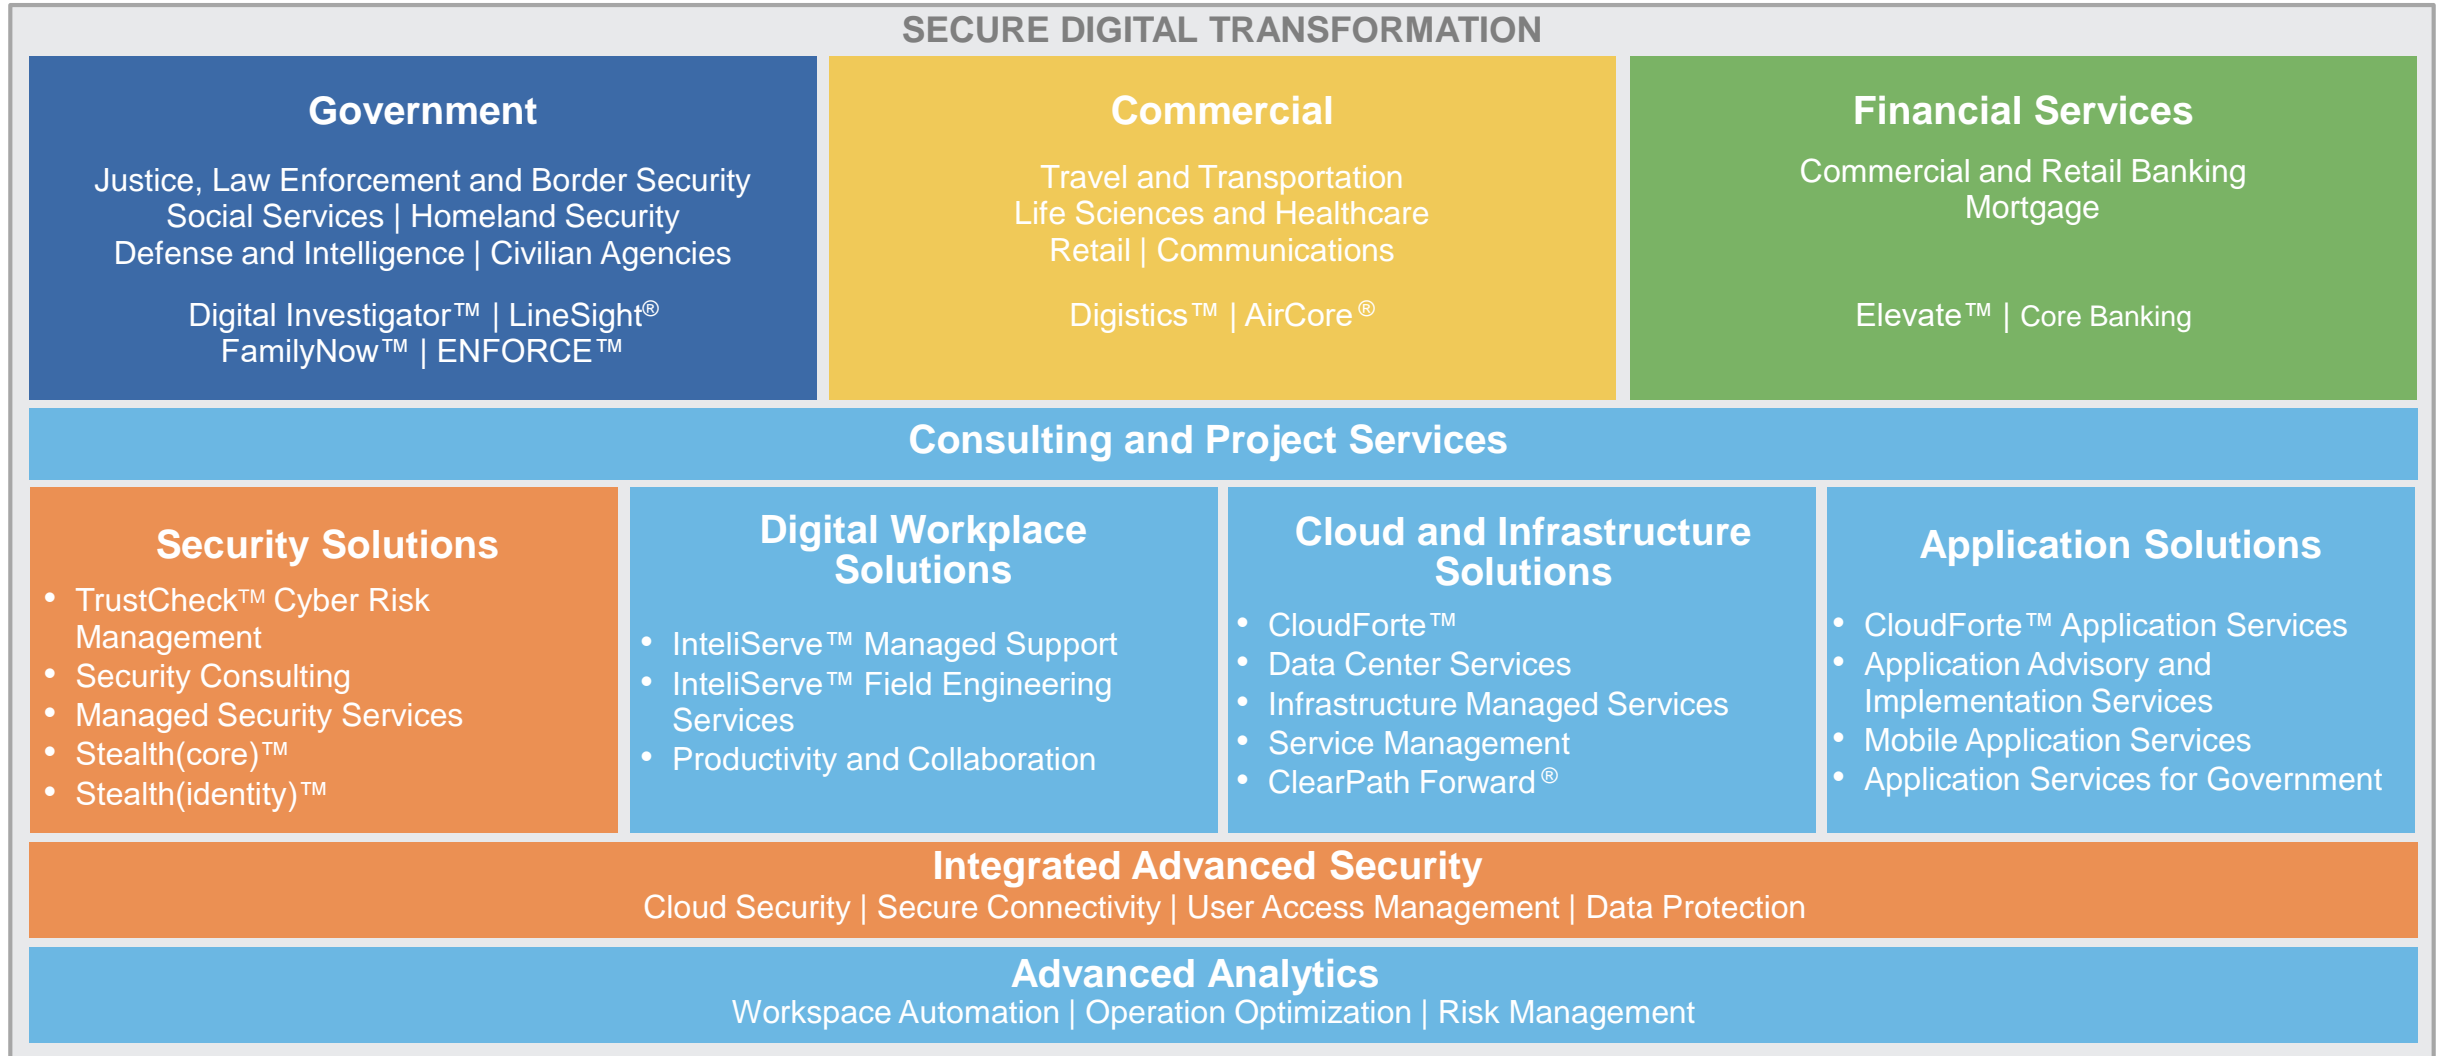 SECURE DIGITAL TRANSFORMATION
Government
Justice, Law Enforcement and Border Security
Social Services | Homeland Security
Defense and Intelligence | Civilian Agencies
Digital Investigator™ | LineSight®
FamilyNow™ | ENFORCE™
Commercial
Travel and Transportation
Life Sciences and Healthcare
Retail | Communications
Digistics™ | AirCore®
Financial Services
Commercial and Retail Banking
Mortgage
Elevate™ | Core Banking
Consulting and Project Services
Security Solutions
• TrustCheck™ Cyber Risk
Management
• Security Consulting
• Managed Security Services
• Stealth(core)™
• Stealth(identity)™
Digital Workplace
Solutions
• InteliServe™ Managed Support
• InteliServe™ Field Engineering
Services
• Productivity and Collaboration
Cloud and Infrastructure
Solutions
• CloudForte™
• Data Center Services
• Infrastructure Managed Services
• Service Management
• ClearPath Forward®
Application Solutions
• CloudForte™ Application Services
• Application Advisory and
Implementation Services
• Mobile Application Services
• Application Services for Government
Integrated Advanced Security
Cloud Security | Secure Connectivity | User Access Management | Data Protection
Advanced Analytics
Workspace Automation | Operation Optimization | Risk Management